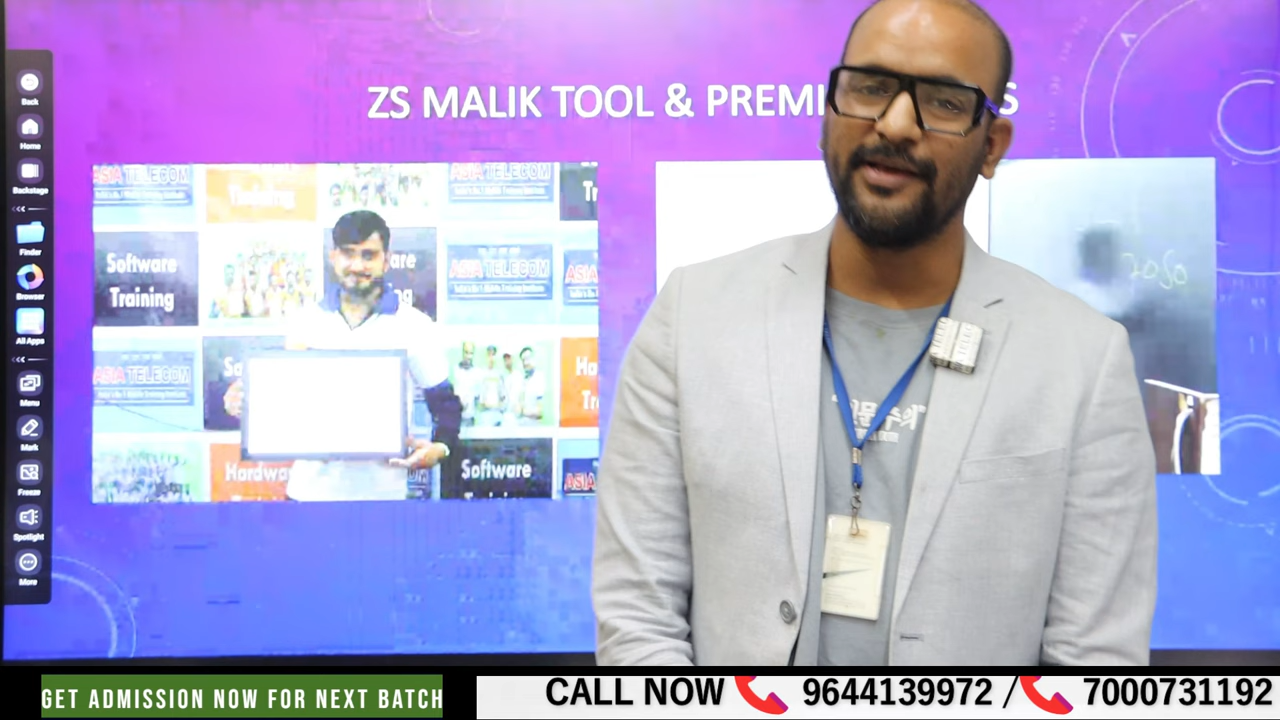 ZS MALIK TOOL & PREMI
S
Back
Home
Backstage
Finder
Browser
All Apps
Menu
Mark
Freeze
Spotlight
More
ASIA TELECOM
Training
ASIA TELECOM
Software
Training
ASIA TELECOM
ASIA
ASIA TELECOM
Hardwa
Software
ASIA
GET ADMISSION NOW FOR NEXT BATCH
CALL NOW 9644139972 / 7000731192